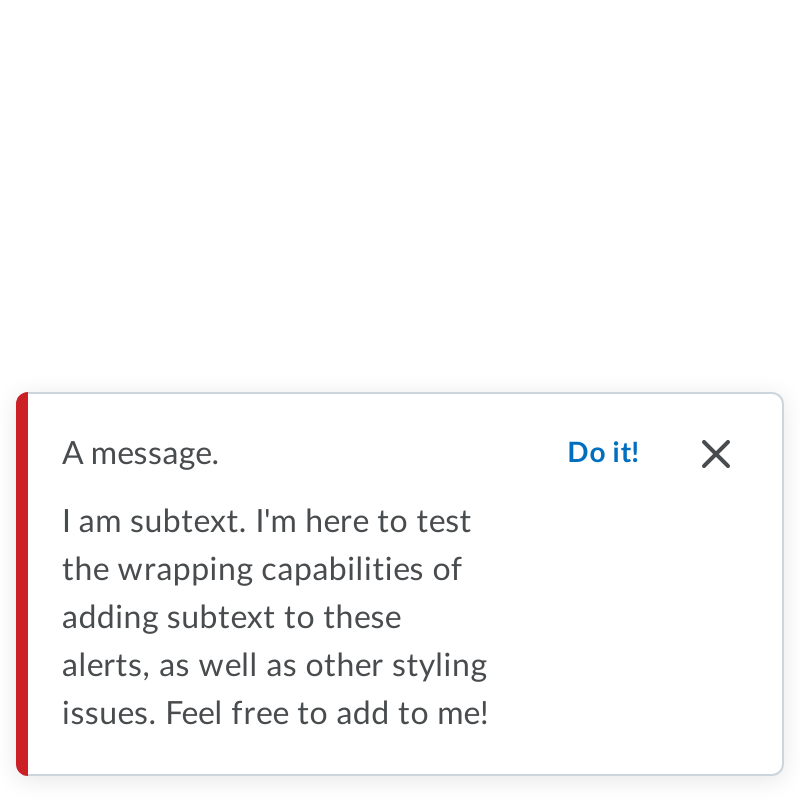 A message.
Do it!
I am subtext. I'm here to test
the wrapping capabilities of
adding subtext to these
alerts, as well as other styling
issues. Feel free to add to me!